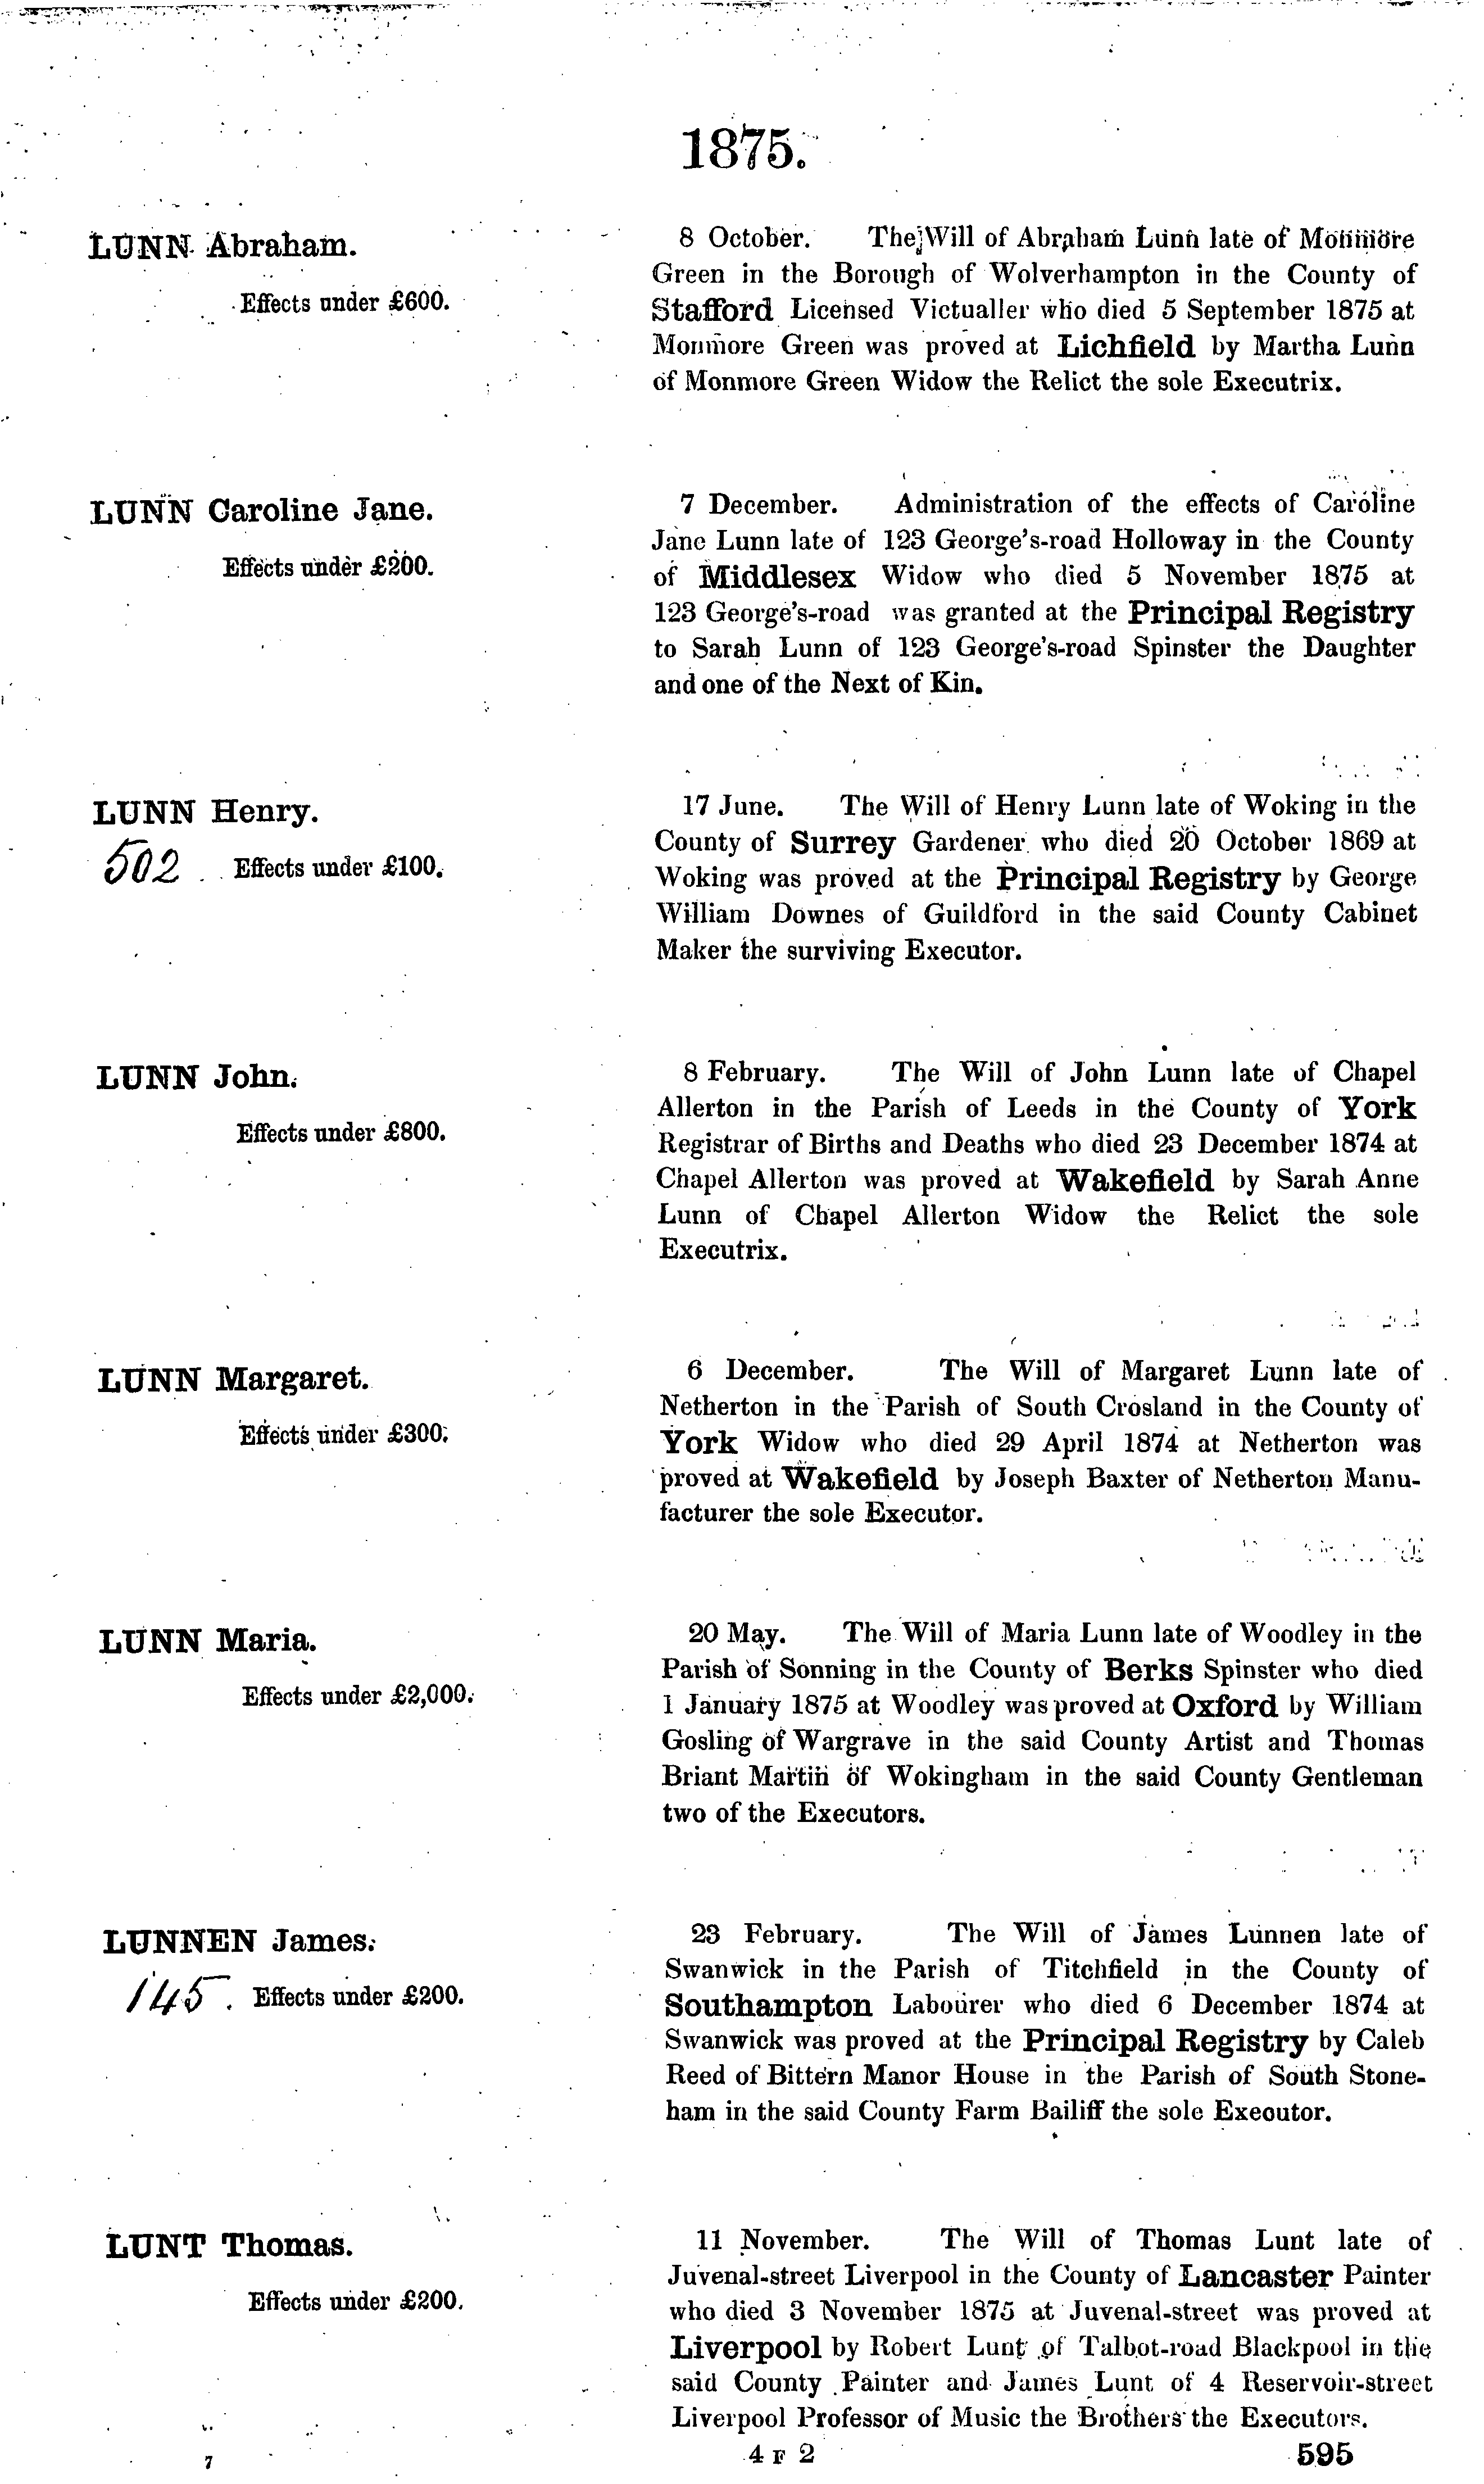 1875.
LUNN Abraham.
Effects under £600.
8 October. The Will of Abraham Lunn late of Monmore
Green in the Borough of Wolverhampton in the County of
Stafford Licensed Victualler who died 5 September 1875 at
Monmore Green was proved at Lichfield by Martha Lunn
of Monmore Green Widow the Relict the sole Executrix.
LUNN Caroline Jane.
Effects under £200.
7 December. Administration of the effects of Caroline
Jane Lunn late of 123 George's-road Holloway in the County
of Middlesex Widow who died 5 November 1875 at
123 George's-road was granted at the Principal Registry
to Sarah Lunn of 123 George's-road Spinster the Daughter
and one of the Next of Kin.
LUNN Henry.
502 Effects under £100.
17 June. The Will of Henry Lunn late of Woking in the
County of Surrey Gardener who died 20 October 1869 at
Woking was proved at the Principal Registry by George
William Downes of Guildford in the said County Cabinet
Maker the surviving Executor.
LUNN John.
Effects under £800.
8 February. The Will of John Lunn late of Chapel
Allerton in the Parish of Leeds in the County of York
Registrar of Births and Deaths who died 23 December 1874 at
Chapel Allerton was proved at Wakefield by Sarah Anne
Lunn of Chapel Allerton Widow the Relict the sole
Executrix.
LUNN Margaret.
Effects under £300.
6 December. The Will of Margaret Lunn late of
Netherton in the Parish of South Crosland in the County of
York Widow who died 29 April 1874 at Netherton was
proved at Wakefield by Joseph Baxter of Netherton Manu-
facturer the sole Executor.
LUNN Maria.
Effects under £2,000.
20 May. The Will of Maria Lunn late of Woodley in the
Parish of Sonning in the County of Berks Spinster who died
1 January 1875 at Woodley was proved at Oxford by William
Gosling of Wargrave in the said County Artist and Thomas
Briant Martin of Wokingham in the said County Gentleman
two of the Executors.
LUNNEN James.
145. Effects under £200.
23 February. The Will of James Lunnen late of
Swanwick in the Parish of Titchfield in the County of
Southampton Labourer who died 6 December 1874 at
Swanwick was proved at the Principal Registry by Caleb
Reed of Bittern Manor House in the Parish of South Stone-
ham in the said County Farm Bailiff the sole Executor.
LUNT Thomas.
Effects under £200.
11 November. The Will of Thomas Lunt late of
Juvenal-street Liverpool in the County of Lancaster Painter
who died 3 November 1875 at Juvenal-street was proved at
Liverpool by Robert Lunt of Talbot-road Blackpool in the
said County Painter and James Lunt of 4 Reservoir-street
Liverpool Professor of Music the Brothers the Executors.
7 4 F 2 595